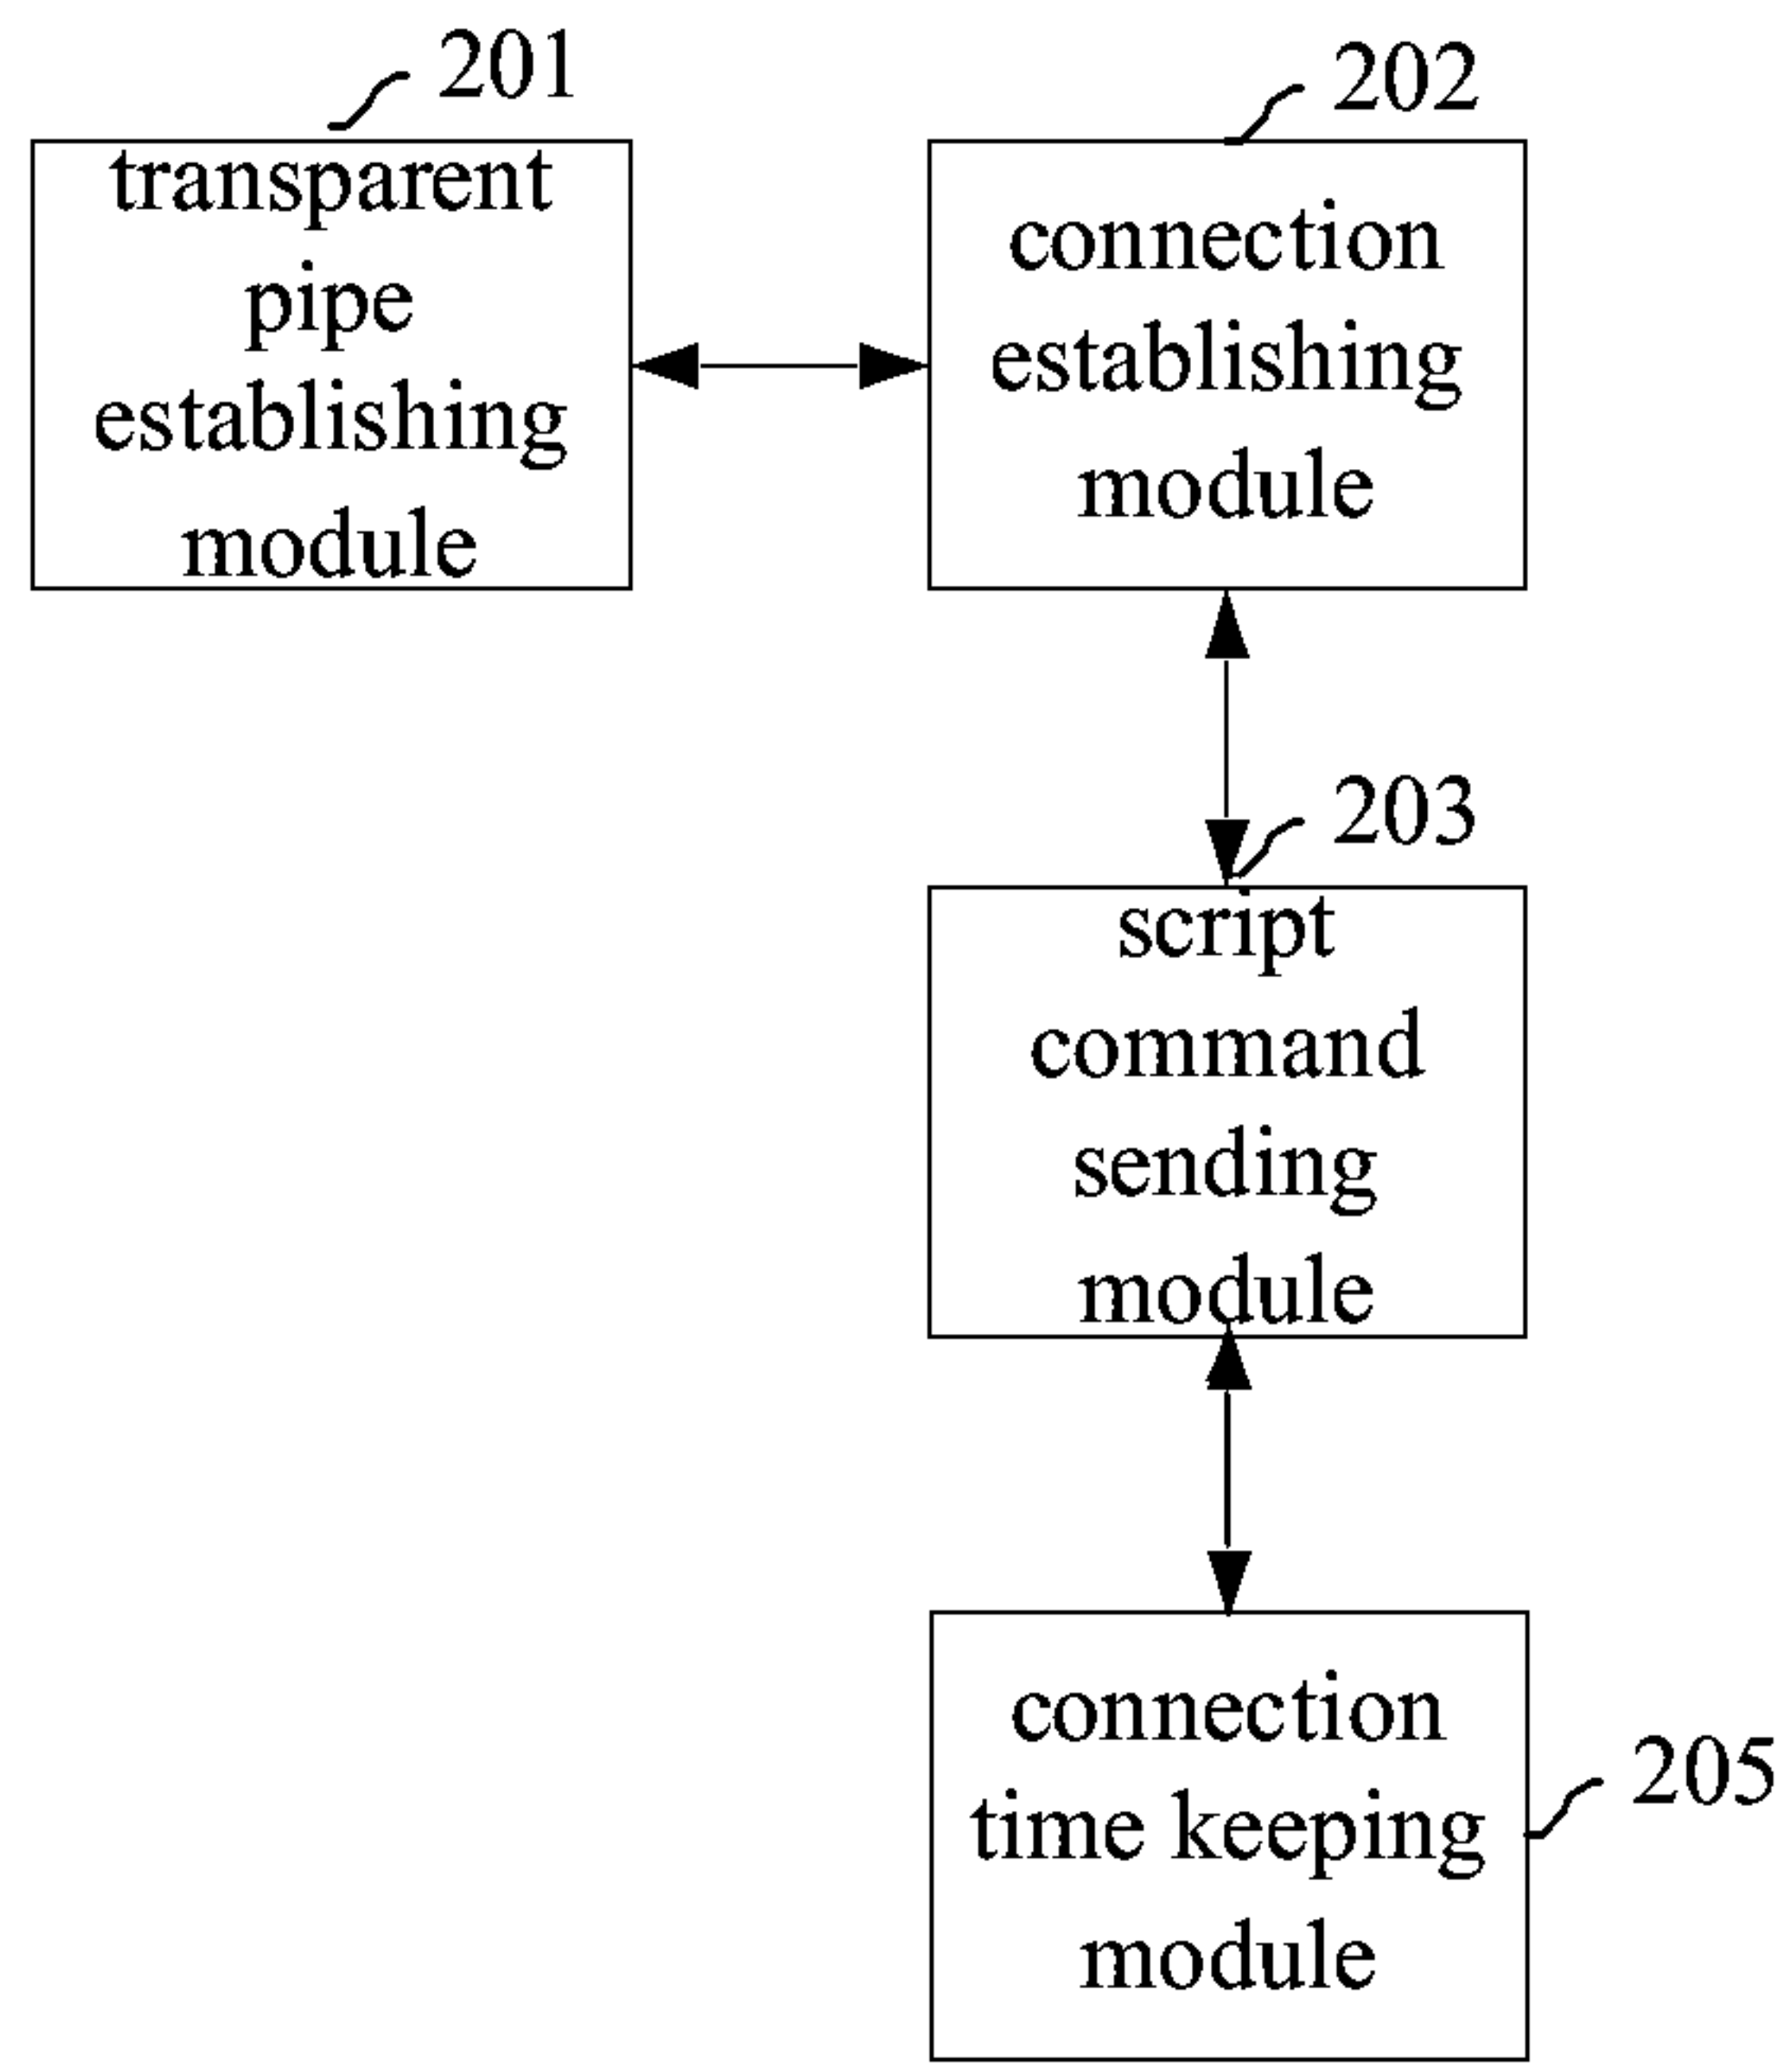 201
transparent
pipe
establishing
module
202
connection
establishing
module
203
script
command
sending
module
connection
time keeping
module
205